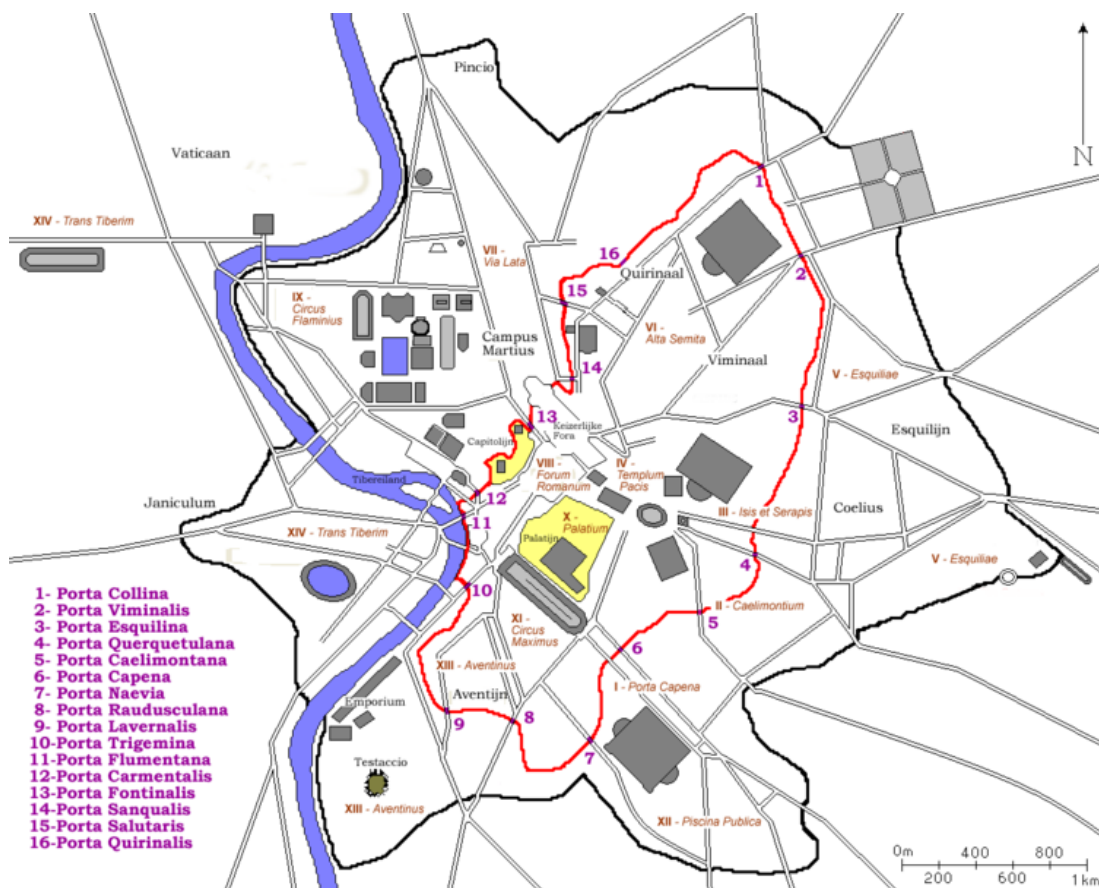 Pincio
Vaticaan
N
1
XIV - Trans Tiberim
VII -
Via Lata
16
Quirinaal
2
15
IX -
Circus
Flaminius
Campus
Martius
VI -
Alta Semita
Viminaal
14
V - Esquiliae
3
13
Keizerlijke
Fora
Capitolijn
Esquilijn
VIII -
Forum
Romanum
IV -
Templum
Pacis
Tibereiland
12
Janiculum
11
X -
Palatium
III - Isis et Serapis
Coelius
XIV - Trans Tiberim
Palatijn
4
V - Esquiliae
10
1- Porta Collina
2- Porta Viminalis
3- Porta Esquilina
4- Porta Querquetulana
5- Porta Caelimontana
6- Porta Capena
7- Porta Naevia
8- Porta Raudusculana
9- Porta Lavernalis
10-Porta Trigemina
11-Porta Flumentana
12-Porta Carmentalis
13-Porta Fontinalis
14-Porta Sanqualis
15-Porta Salutaris
16-Porta Quirinalis
XI -
Circus
Maximus
II - Caelimontium
5
6
XIII - Aventinus
I - Porta Capena
Aventijn
Emporium
9
8
7
Testaccio
XIII - Aventinus
XII - Piscina Publica
0m 400 800
200 600 1km